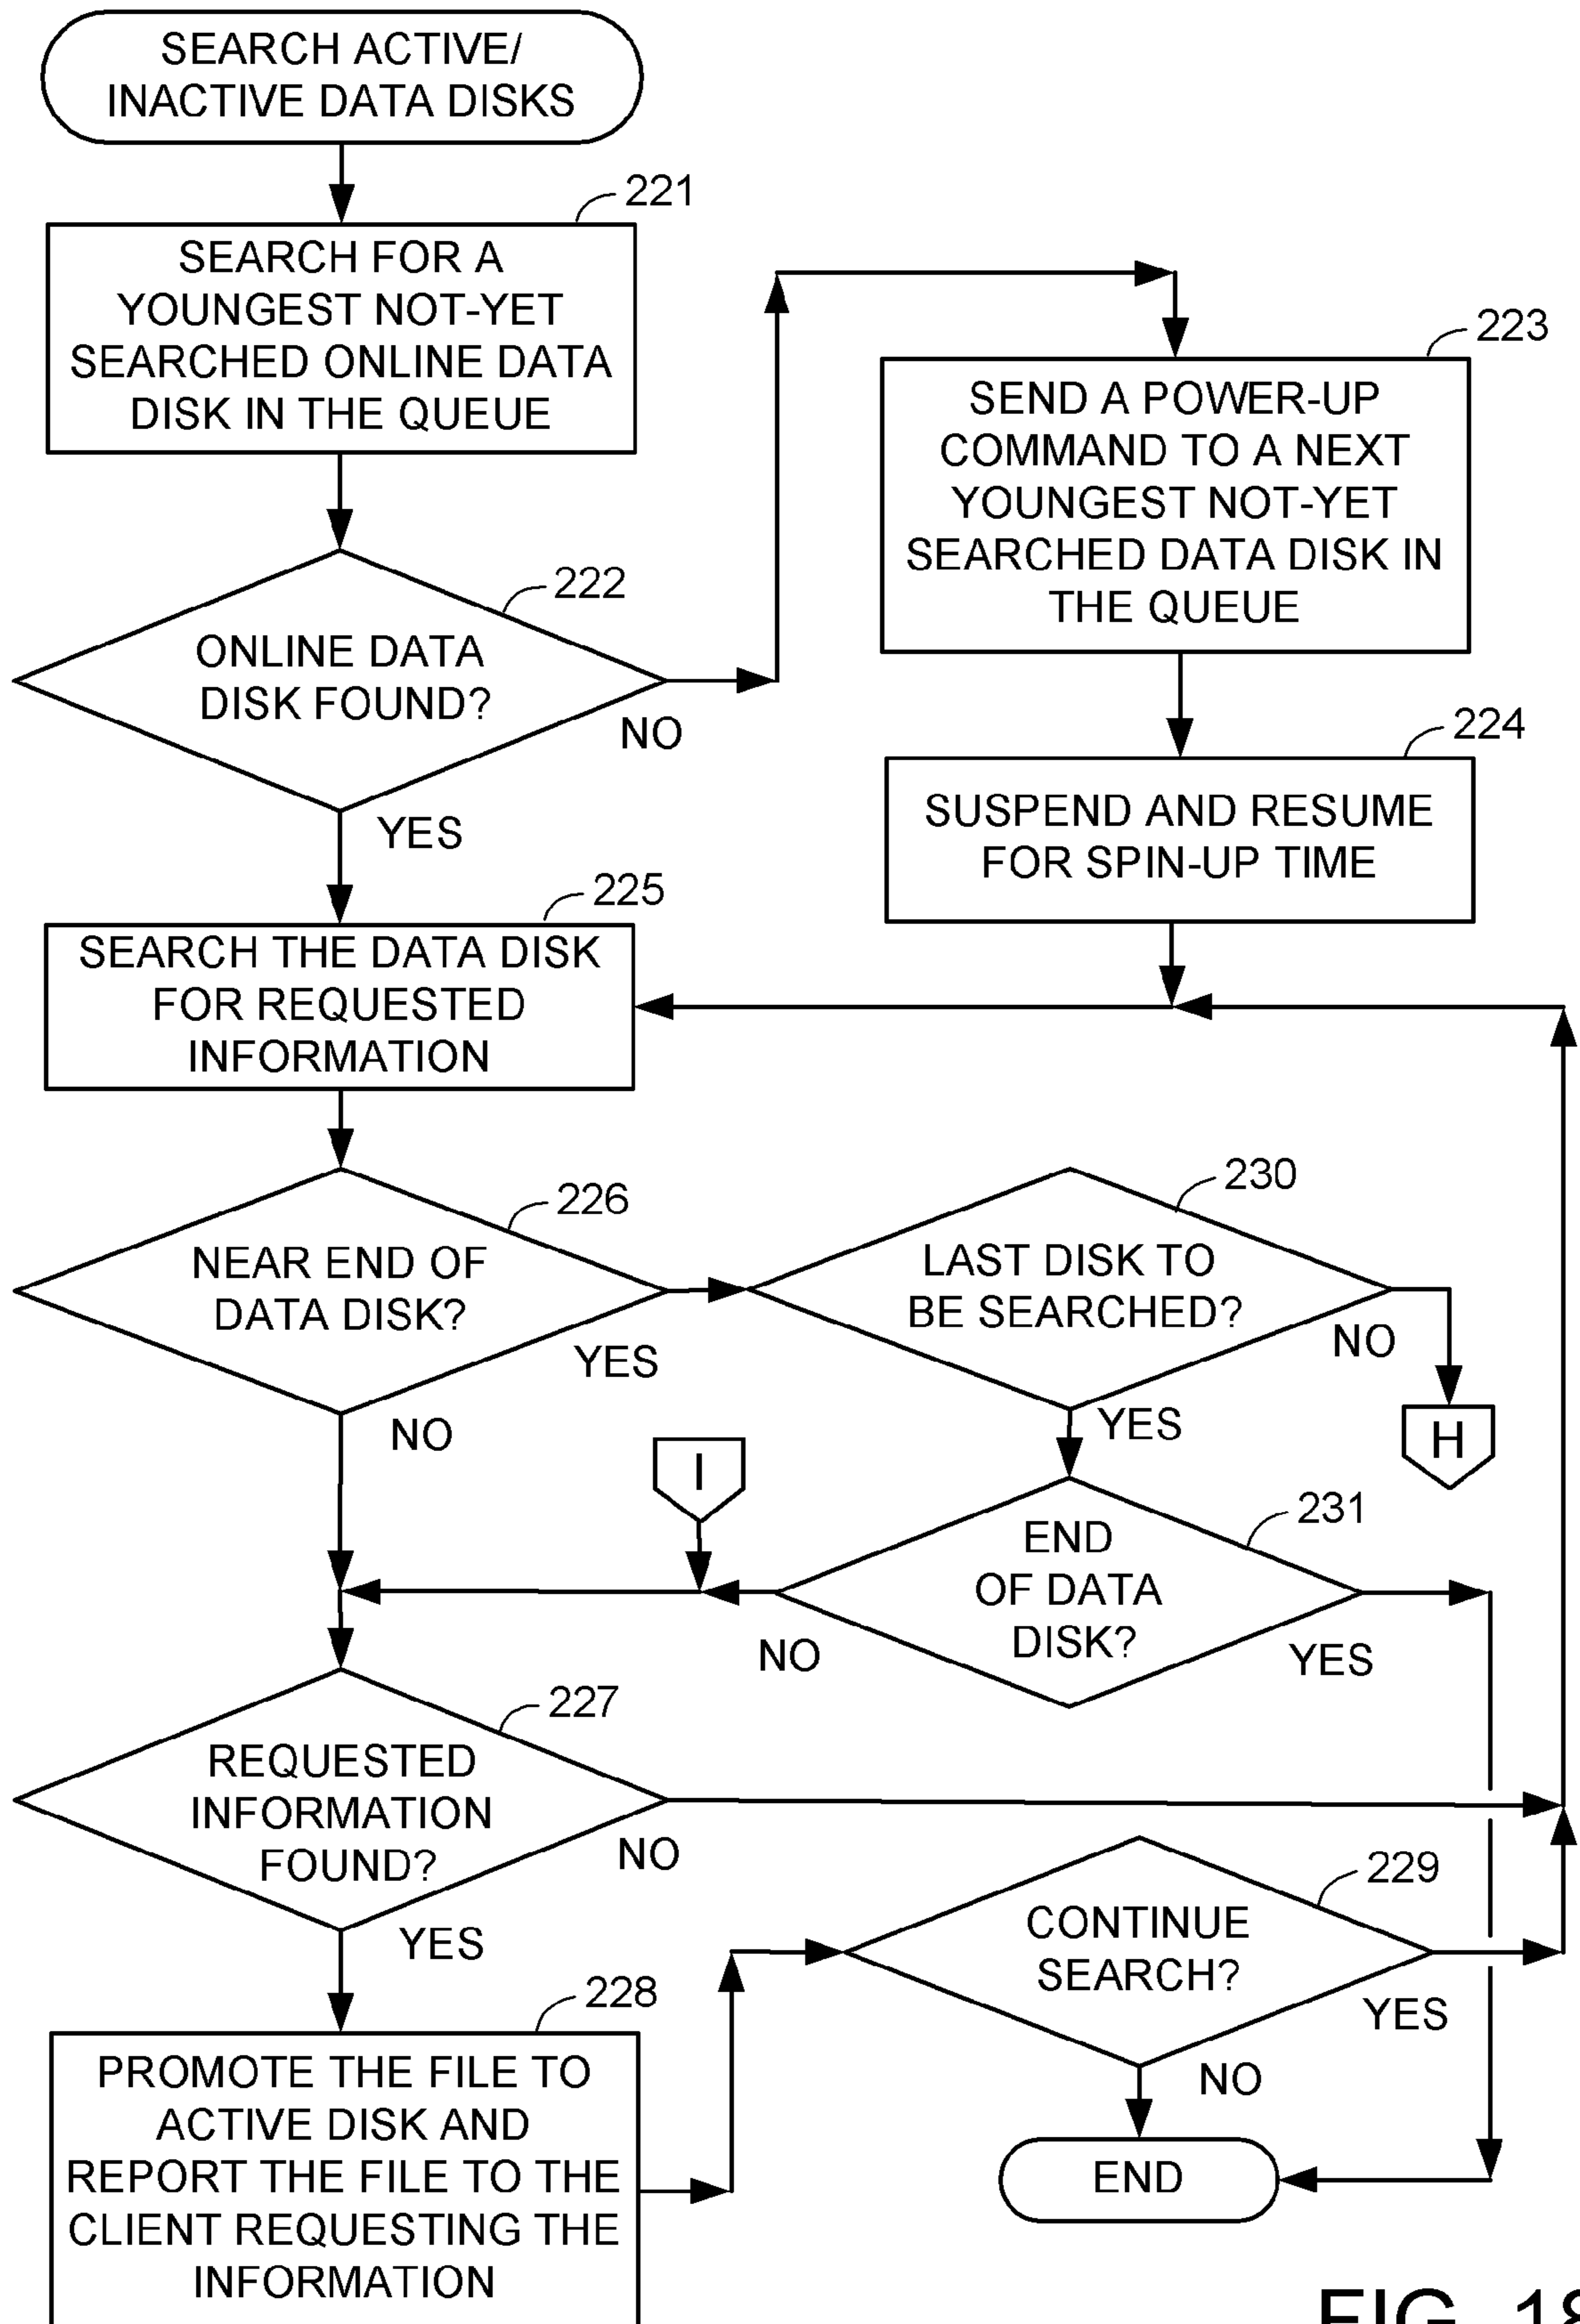 SEARCH ACTIVE/
INACTIVE DATA DISKS
221
SEARCH FOR A
YOUNGEST NOT-YET
SEARCHED ONLINE DATA
DISK IN THE QUEUE
222
ONLINE DATA
DISK FOUND?
NO
YES
223
SEND A POWER-UP
COMMAND TO A NEXT
YOUNGEST NOT-YET
SEARCHED DATA DISK IN
THE QUEUE
224
SUSPEND AND RESUME
FOR SPIN-UP TIME
225
SEARCH THE DATA DISK
FOR REQUESTED
INFORMATION
226
NEAR END OF
DATA DISK?
YES
NO
230
LAST DISK TO
BE SEARCHED?
NO
YES
H
I
231
END
OF DATA
DISK?
NO
YES
227
REQUESTED
INFORMATION
FOUND?
NO
YES
228
PROMOTE THE FILE TO
ACTIVE DISK AND
REPORT THE FILE TO THE
CLIENT REQUESTING THE
INFORMATION
229
CONTINUE
SEARCH?
YES
NO
END
FIG. 18